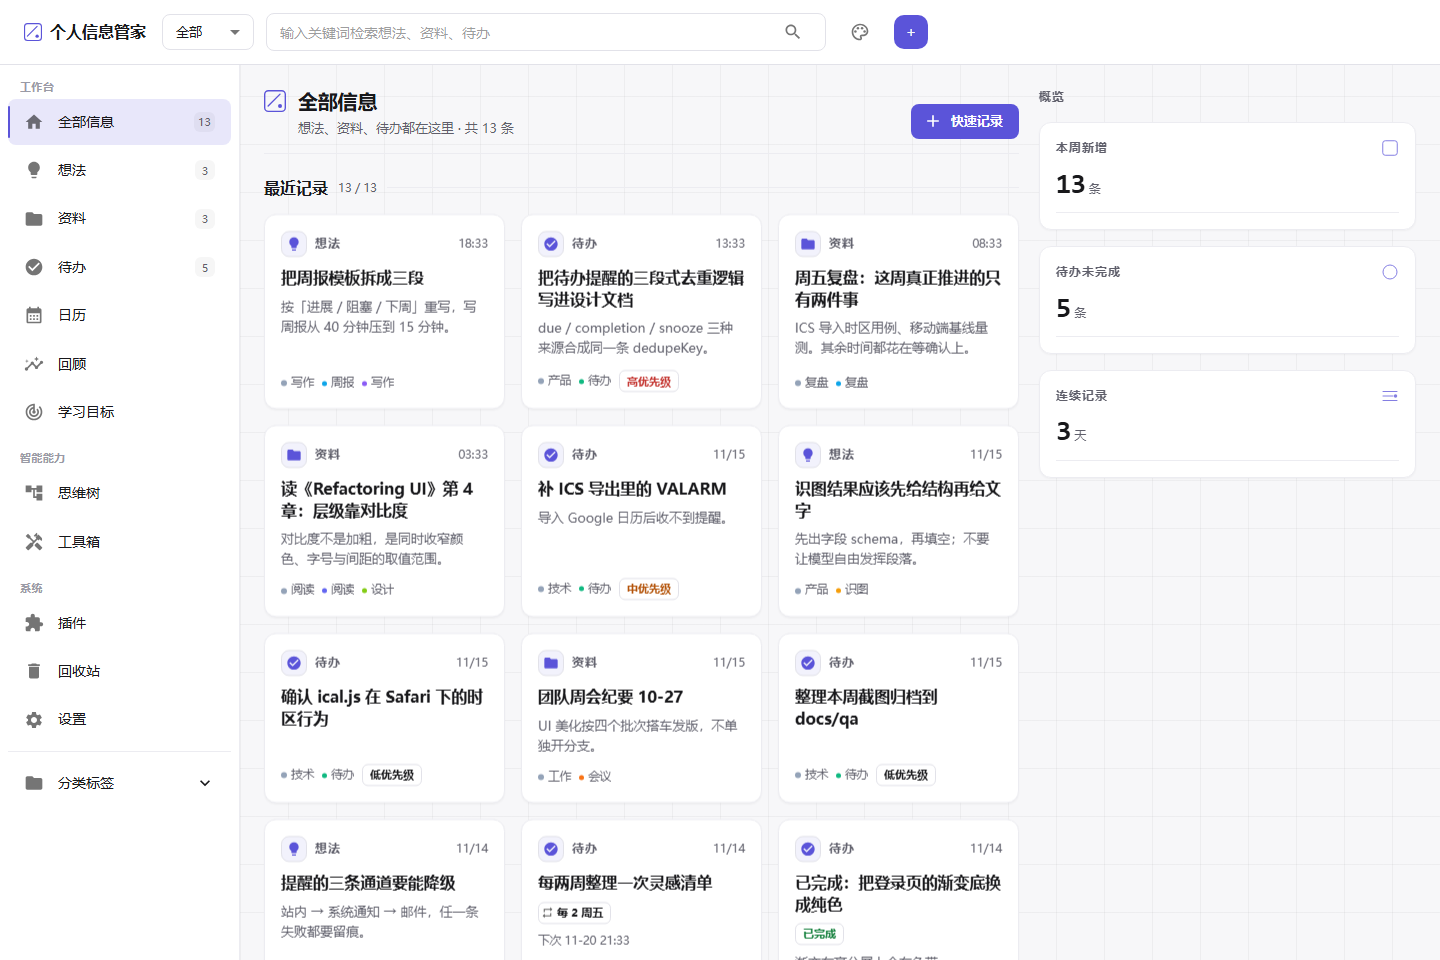 个人信息管家
全部
输入关键词检索想法、资料、待办
+
工作台
全部信息
13
想法
3
资料
3
待办
5
日历
回顾
学习目标
智能能力
思维树
工具箱
系统
插件
回收站
设置
分类标签
全部信息
想法、资料、待办都在这里 · 共 13 条
快速记录
最近记录 13 / 13
想法 18:33
把周报模板拆成三段
按「进展 / 阻塞 / 下周」重写，写
周报从 40 分钟压到 15 分钟。
写作 周报 写作
待办 13:33
把待办提醒的三段式去重逻辑
写进设计文档
due / completion / snooze 三种
来源合成同一条 dedupeKey。
产品 待办 高优先级
资料 08:33
周五复盘：这周真正推进的只
有两件事
ICS 导入时区用例、移动端基线量
测。其余时间都花在等确认上。
复盘 复盘
资料 03:33
读《Refactoring UI》第 4
章：层级靠对比度
对比度不是加粗，是同时收窄颜
色、字号与间距的取值范围。
阅读 阅读 设计
待办 11/15
补 ICS 导出里的 VALARM
导入 Google 日历后收不到提醒。
技术 待办 中优先级
想法 11/15
识图结果应该先给结构再给文
字
先出字段 schema，再填空；不要
让模型自由发挥段落。
产品 识图
待办 11/15
确认 ical.js 在 Safari 下的时
区行为
技术 待办 低优先级
资料 11/15
团队周会纪要 10-27
UI 美化按四个批次搭车发版，不单
独开分支。
工作 会议
待办 11/15
整理本周截图归档到
docs/qa
技术 待办 低优先级
想法 11/14
提醒的三条通道要能降级
站内 → 系统通知 → 邮件，任一条
失败都要留痕。
待办 11/14
每两周整理一次灵感清单
每 2 周五
下次 11-20 21:33
待办 11/14
已完成：把登录页的渐变底换
成纯色
已完成
概览
本周新增
13 条
待办未完成
5 条
连续记录
3 天